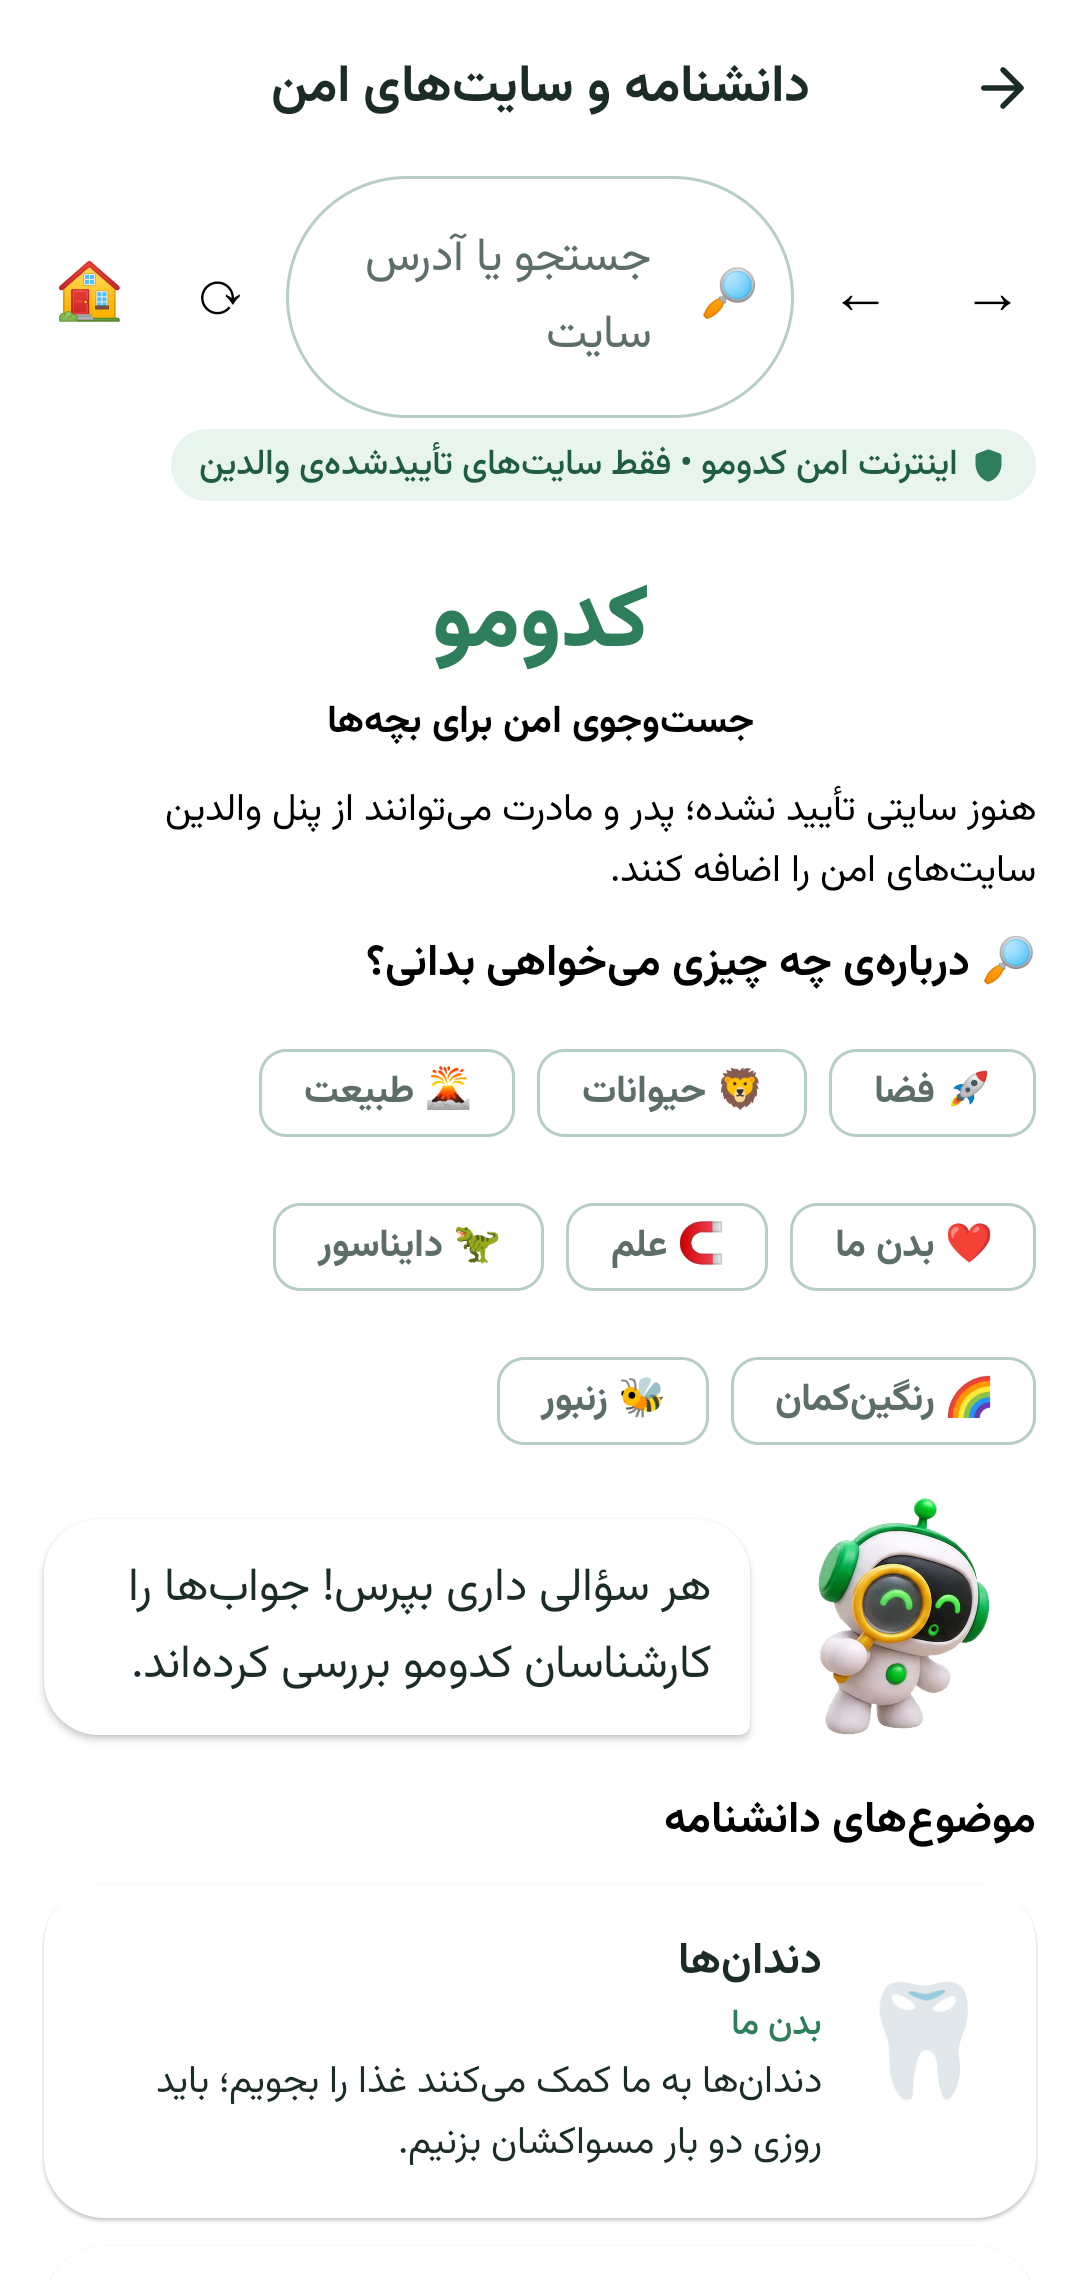 دانشنامه و سایت‌های امن
جستجو یا آدرس
سایت
اینترنت امن کدومو • فقط سایت‌های تأییدشده‌ی والدین
کدومو
جست‌وجوی امن برای بچه‌ها
هنوز سایتی تأیید نشده؛ پدر و مادرت می‌توانند از پنل والدین
سایت‌های امن را اضافه کنند.
درباره‌ی چه چیزی می‌خواهی بدانی؟
فضا
حیوانات
طبیعت
بدن ما
علم
دایناسور
رنگین‌کمان
زنبور
هر سؤالی داری بپرس! جواب‌ها را
کارشناسان کدومو بررسی کرده‌اند.
موضوع‌های دانشنامه
دندان‌ها
بدن ما
دندان‌ها به ما کمک می‌کنند غذا را بجویم؛ باید
روزی دو بار مسواکشان بزنیم.